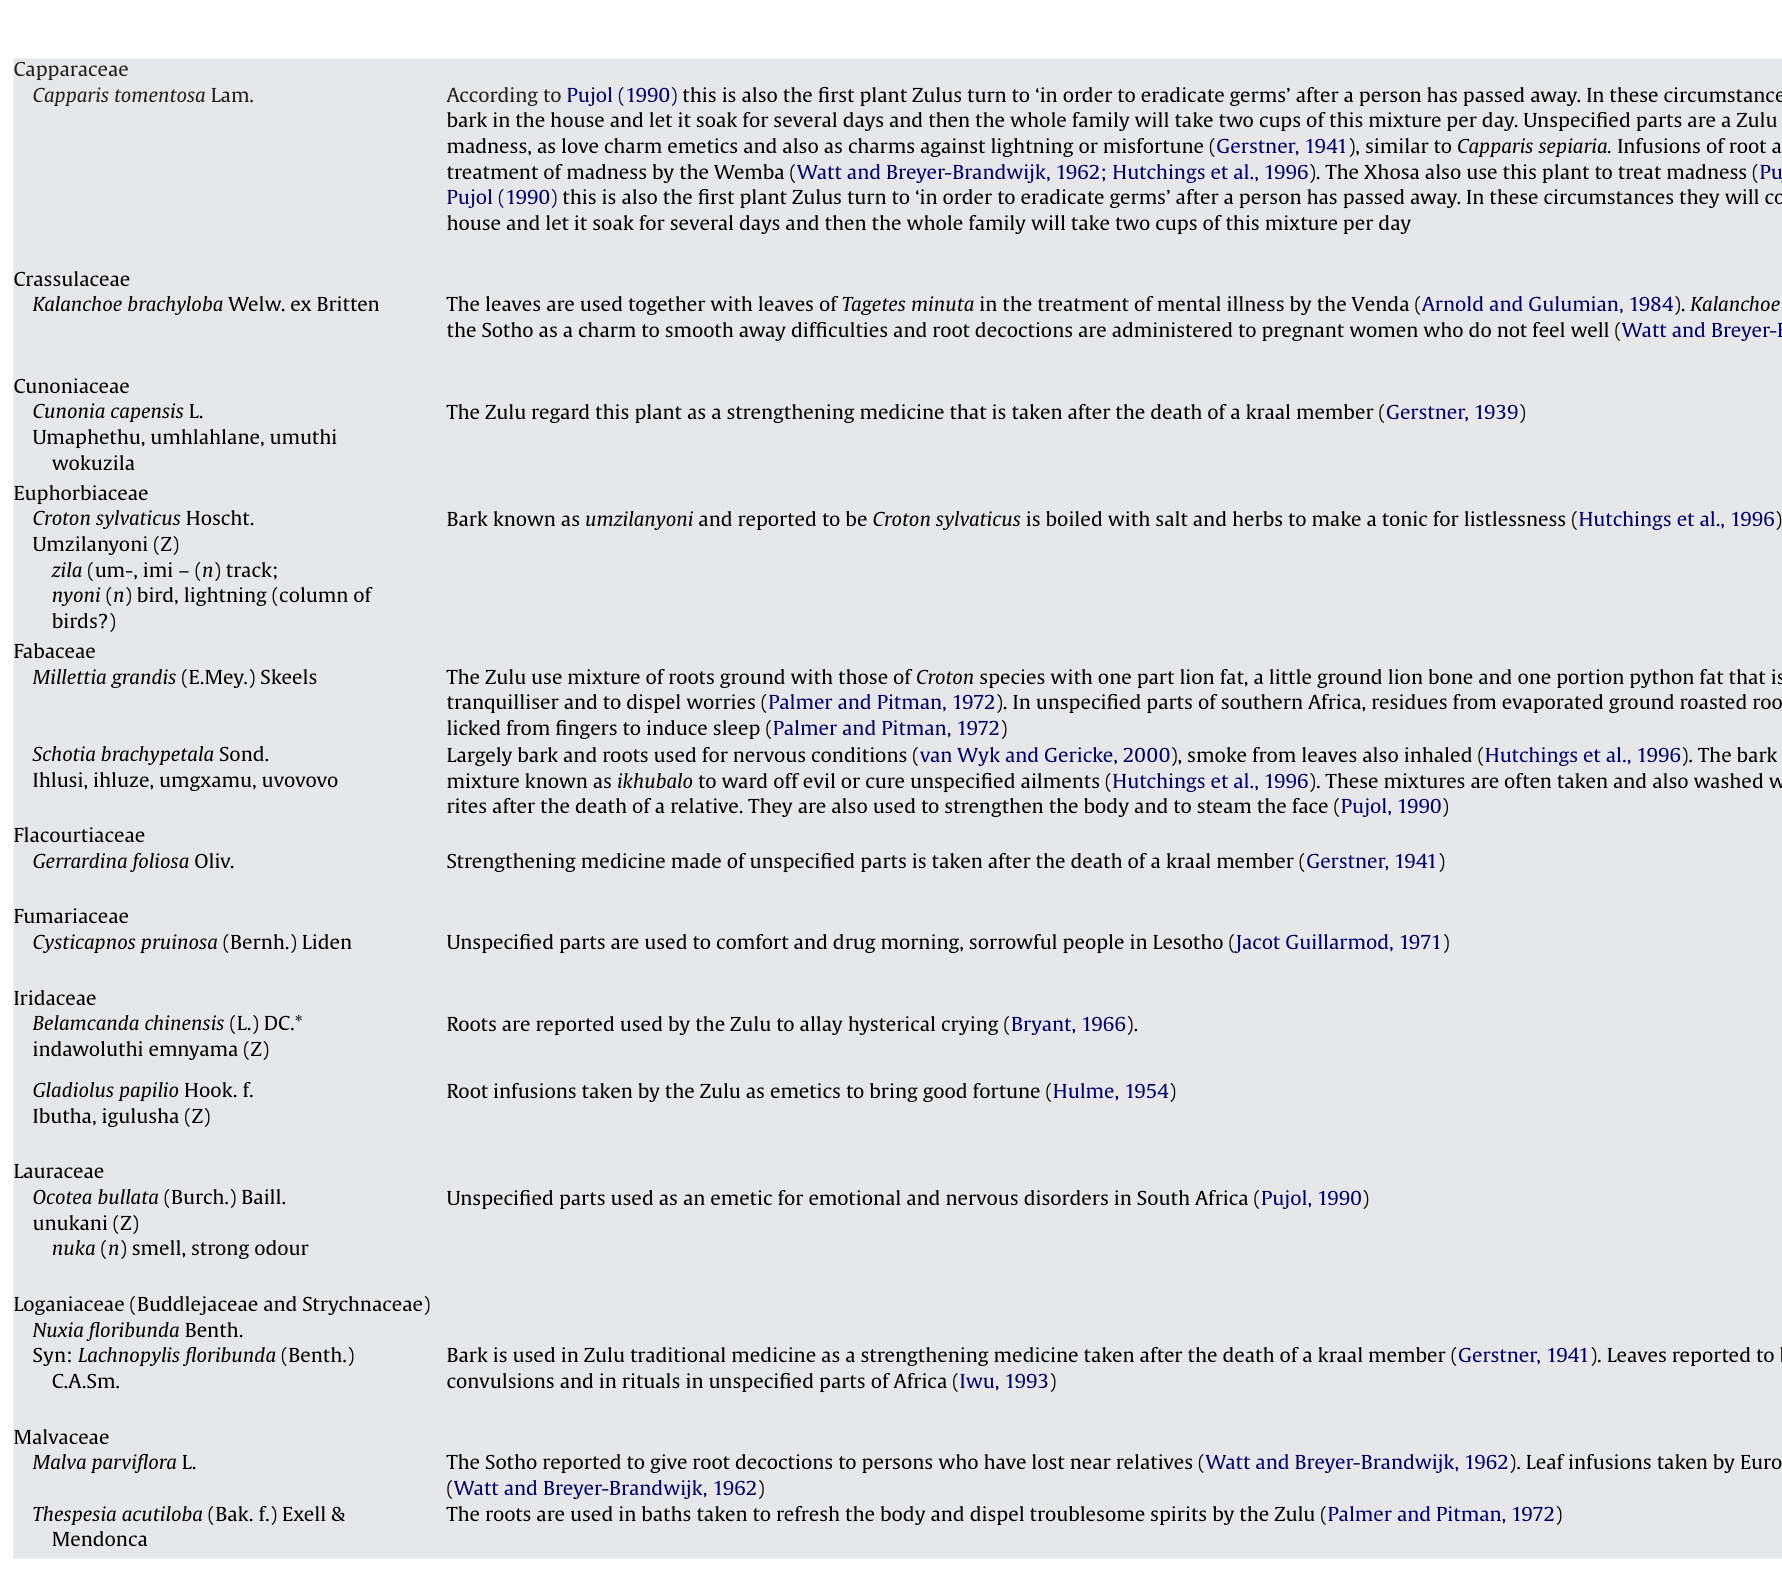 Capparaceae
Capparis tomentosa Lam.
According to Pujol (1990) this is also the first plant Zulus turn to ‘in order to eradicate germs’ after a person has passed away. In these circumstance
bark in the house and let it soak for several days and then the whole family will take two cups of this mixture per day. Unspecified parts are a Zulu
madness, as love charm emetics and also as charms against lightning or misfortune (Gerstner, 1941), similar to Capparis sepiaria. Infusions of root a
treatment of madness by the Wemba (Watt and Breyer-Brandwijk, 1962; Hutchings et al., 1996). The Xhosa also use this plant to treat madness (Pu
Pujol (1990) this is also the first plant Zulus turn to ‘in order to eradicate germs’ after a person has passed away. In these circumstances they will co
house and let it soak for several days and then the whole family will take two cups of this mixture per day
Crassulaceae
Kalanchoe brachyloba Welw. ex Britten
The leaves are used together with leaves of Tagetes minuta in the treatment of mental illness by the Venda (Arnold and Gulumian, 1984). Kalanchoe
the Sotho as a charm to smooth away difficulties and root decoctions are administered to pregnant women who do not feel well (Watt and Breyer-
Cunoniaceae
Cunonia capensis L.
The Zulu regard this plant as a strengthening medicine that is taken after the death of a kraal member (Gerstner, 1939)
Umaphethu, umhlahlane, umuthi
wokuzila
Euphorbiaceae
Croton sylvaticus Hoscht.
Bark known as umzilanyoni and reported to be Croton sylvaticus is boiled with salt and herbs to make a tonic for listlessness (Hutchings et al., 1996)
Umzilanyoni (Z)
zila (um-, imi – (n) track;
nyoni (n) bird, lightning (column of
birds?)
Fabaceae
Millettia grandis (E.Mey.) Skeels
The Zulu use mixture of roots ground with those of Croton species with one part lion fat, a little ground lion bone and one portion python fat that is
tranquilliser and to dispel worries (Palmer and Pitman, 1972). In unspecified parts of southern Africa, residues from evaporated ground roasted roo
licked from fingers to induce sleep (Palmer and Pitman, 1972)
Schotia brachypetala Sond.
Largely bark and roots used for nervous conditions (van Wyk and Gericke, 2000), smoke from leaves also inhaled (Hutchings et al., 1996). The bark
Ihlusi, ihluze, umgxamu, uvovovo
mixture known as ikhubalo to ward off evil or cure unspecified ailments (Hutchings et al., 1996). These mixtures are often taken and also washed w
rites after the death of a relative. They are also used to strengthen the body and to steam the face (Pujol, 1990)
Flacourtiaceae
Gerrardina foliosa Oliv.
Strengthening medicine made of unspecified parts is taken after the death of a kraal member (Gerstner, 1941)
Fumariaceae
Cysticapnos pruinosa (Bernh.) Liden
Unspecified parts are used to comfort and drug morning, sorrowful people in Lesotho (Jacot Guillarmod, 1971)
Iridaceae
Belamcanda chinensis (L.) DC.*
Roots are reported used by the Zulu to allay hysterical crying (Bryant, 1966).
indawoluthi emnyama (Z)
Gladiolus papilio Hook. f.
Root infusions taken by the Zulu as emetics to bring good fortune (Hulme, 1954)
Ibutha, igulusha (Z)
Lauraceae
Ocotea bullata (Burch.) Baill.
Unspecified parts used as an emetic for emotional and nervous disorders in South Africa (Pujol, 1990)
unukani (Z)
nuka (n) smell, strong odour
Loganiaceae (Buddlejaceae and Strychnaceae)
Nuxia floribunda Benth.
Syn: Lachnopylis floribunda (Benth.)
Bark is used in Zulu traditional medicine as a strengthening medicine taken after the death of a kraal member (Gerstner, 1941). Leaves reported to
C.A.Sm.
convulsions and in rituals in unspecified parts of Africa (Iwu, 1993)
Malvaceae
Malva parviflora L.
The Sotho reported to give root decoctions to persons who have lost near relatives (Watt and Breyer-Brandwijk, 1962). Leaf infusions taken by Euro
(Watt and Breyer-Brandwijk, 1962)
Thespesia acutiloba (Bak. f.) Exell &
The roots are used in baths taken to refresh the body and dispel troublesome spirits by the Zulu (Palmer and Pitman, 1972)
Mendonca